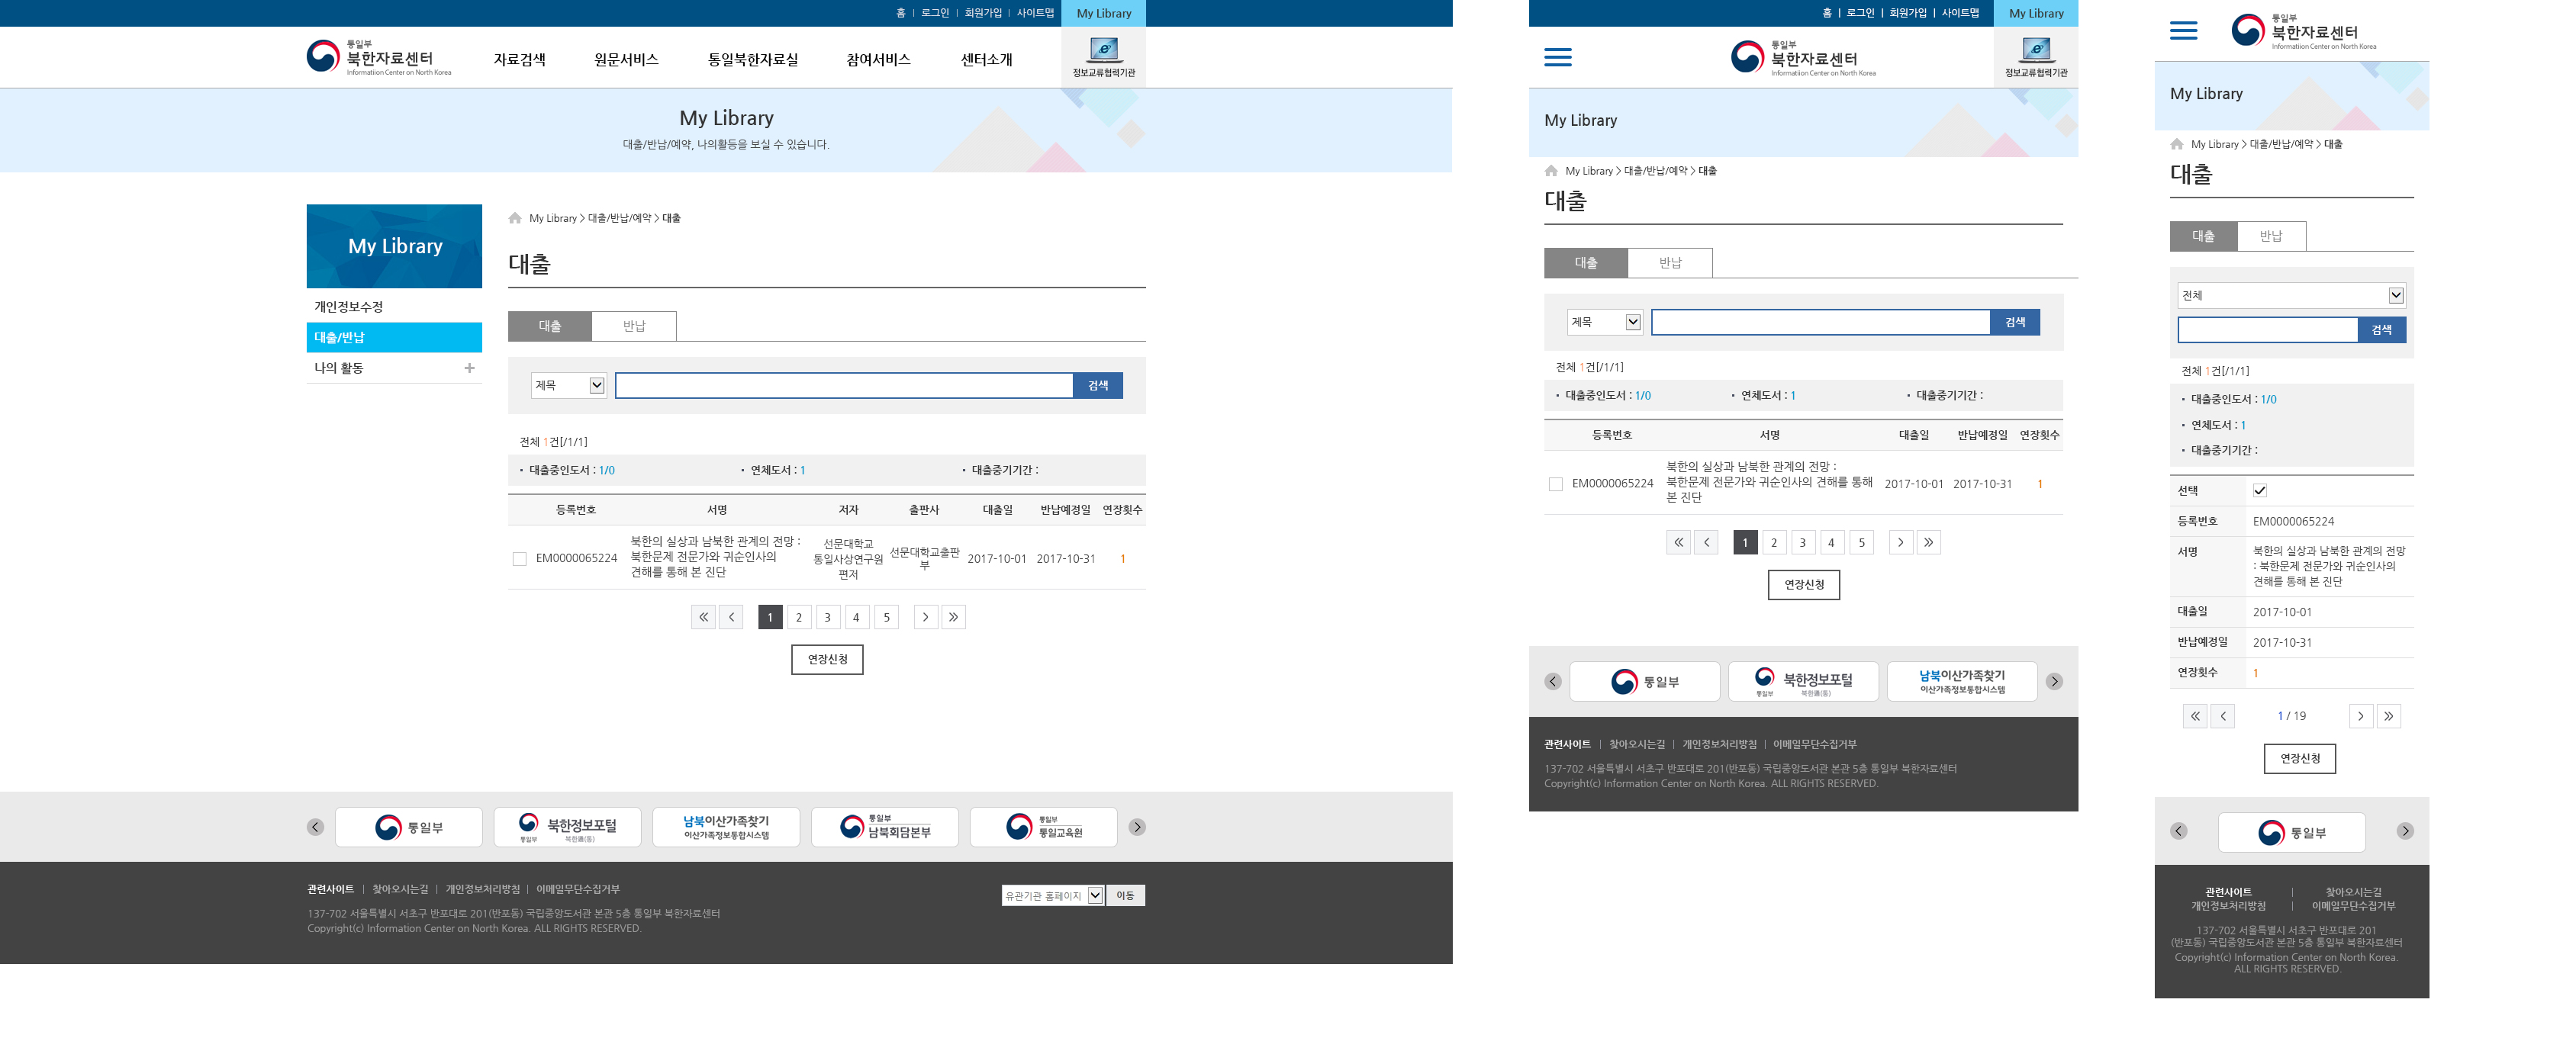 홈 | 로그인 | 회원가입 | 사이트맵 My Library
통일부
북한자료센터
Informatiion Center on North Korea
자료검색 원문서비스 통일북한자료실 참여서비스 센터소개
정보교류협력기관
My Library
대출/반납/예약, 나의활동을 보실 수 있습니다.
My Library
개인정보수정
대출/반납
나의 활동
My Library > 대출/반납/예약 > 대출
대출
대출 반납
제목 검색
전체 1건[/1/1]
• 대출중인도서 : 1/0 • 연체도서 : 1 • 대출중기기간 :
등록번호 서명 저자 출판사 대출일 반납예정일 연장횟수
EM0000065224
북한의 실상과 남북한 관계의 전망 :
북한문제 전문가와 귀순인사의
견해를 통해 본 진단
선문대학교
통일사상연구원
편저
선문대학교출판
부
2017-10-01 2017-10-31 1
1 2 3 4 5
연장신청
통일부
북한정보포털
통일부 북한通(통)
남북이산가족찾기
이산가족정보통합시스템
통일부
남북회담본부
통일부
통일교육원
관련사이트 | 찾아오시는길 | 개인정보처리방침 | 이메일무단수집거부
유관기관 홈페이지 이동
137-702 서울특별시 서초구 반포대로 201(반포동) 국립중앙도서관 본관 5층 통일부 북한자료센터
Copyright(c) Information Center on North Korea. ALL RIGHTS RESERVED.
홈 | 로그인 | 회원가입 | 사이트맵 My Library
통일부
북한자료센터
Informatiion Center on North Korea
정보교류협력기관
My Library
My Library > 대출/반납/예약 > 대출
대출
대출 반납
제목 검색
전체 1건[/1/1]
• 대출중인도서 : 1/0 • 연체도서 : 1 • 대출중기기간 :
등록번호 서명 대출일 반납예정일 연장횟수
EM0000065224
북한의 실상과 남북한 관계의 전망 :
북한문제 전문가와 귀순인사의 견해를 통해
본 진단
2017-10-01 2017-10-31 1
1 2 3 4 5
연장신청
통일부
북한정보포털
통일부 북한通(통)
남북이산가족찾기
이산가족정보통합시스템
관련사이트 | 찾아오시는길 | 개인정보처리방침 | 이메일무단수집거부
137-702 서울특별시 서초구 반포대로 201(반포동) 국립중앙도서관 본관 5층 통일부 북한자료센터
Copyright(c) Information Center on North Korea. ALL RIGHTS RESERVED.
통일부
북한자료센터
Informatiion Center on North Korea
My Library
My Library > 대출/반납/예약 > 대출
대출
대출 반납
전체
검색
전체 1건[/1/1]
• 대출중인도서 : 1/0
• 연체도서 : 1
• 대출중기기간 :
선택
등록번호 EM0000065224
서명 북한의 실상과 남북한 관계의 전망
: 북한문제 전문가와 귀순인사의
견해를 통해 본 진단
대출일 2017-10-01
반납예정일 2017-10-31
연장횟수 1
1 / 19
연장신청
통일부
관련사이트 | 찾아오시는길
개인정보처리방침 | 이메일무단수집거부
137-702 서울특별시 서초구 반포대로 201
(반포동) 국립중앙도서관 본관 5층 통일부 북한자료센터
Copyright(c) Information Center on North Korea.
ALL RIGHTS RESERVED.